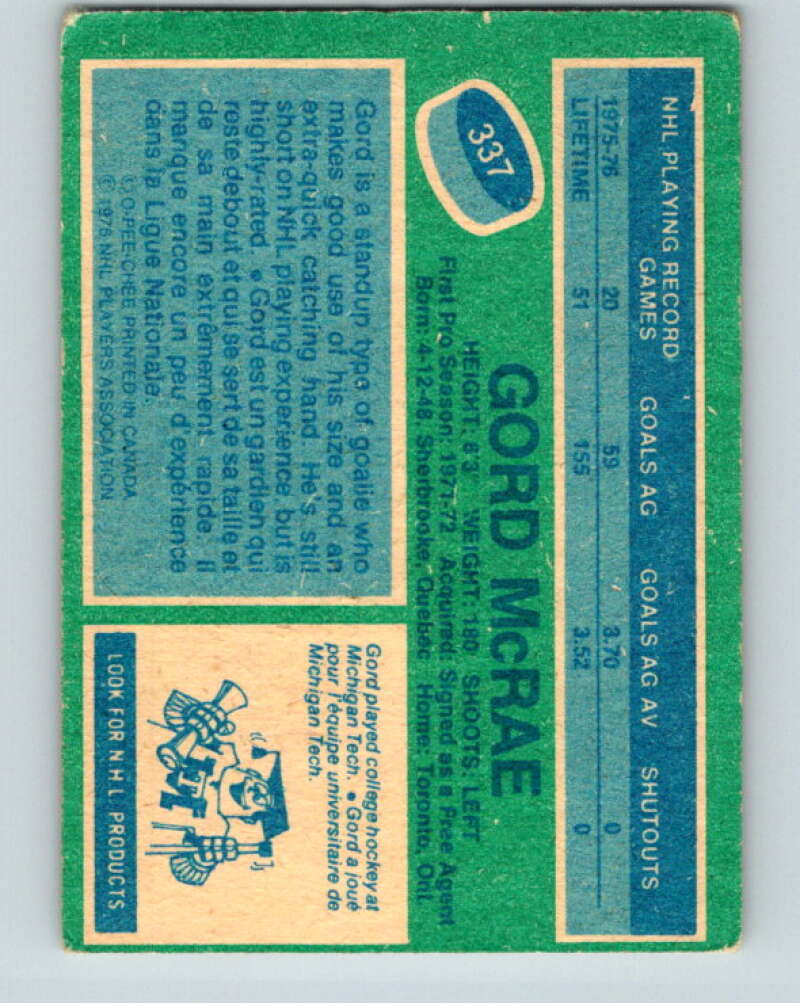 NHL PLAYING RECORD
GAMES GOALS AG GOALS AG AV SHUTOUTS
1975-76 20 59 3.70 0
LIFETIME 51 155 3.52 0
337
GORD McRAE
HEIGHT: 6'3" WEIGHT: 180 SHOOTS: LEFT
First Pro Season: 1971-72 Acquired: Signed as a Free Agent
Born: 4-12-48, Sherbrooke, Quebec Home: Toronto, Ont.
Gord is a standup type of goalie who
makes good use of his size and an
extra-quick catching hand. He's still
short on NHL playing experience but is
highly-rated. • Gord est un gardien qui
reste debout et qui se sert de sa taille et
de sa main extrêmement rapide. Il
marque encore un peu d'expérience
dans la Ligue Nationale.
© O-PEE-CHEE PRINTED IN CANADA
© 1976 NHL PLAYERS ASSOCIATION
Gord played college hockey at
Michigan Tech. • Gord a joué
pour l'équipe universitaire de
Michigan Tech.
MT
LOOK FOR N.H.L. PRODUCTS